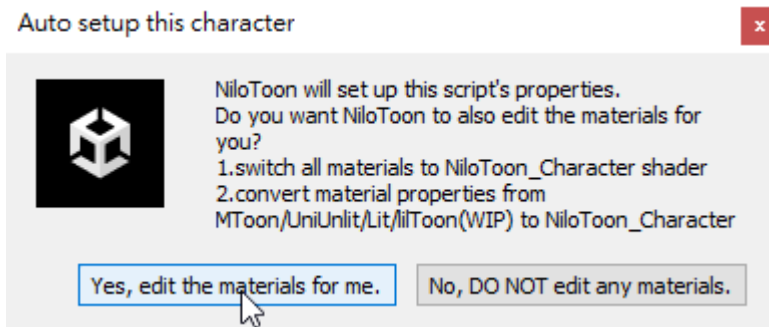 Auto setup this character
x
NiloToon will set up this script's properties.
Do you want NiloToon to also edit the materials for
you?
1.switch all materials to NiloToon_Character shader
2.convert material properties from
MToon/UniUnlit/Lit/lilToon(WIP) to NiloToon_Character
Yes, edit the materials for me.
No, DO NOT edit any materials.